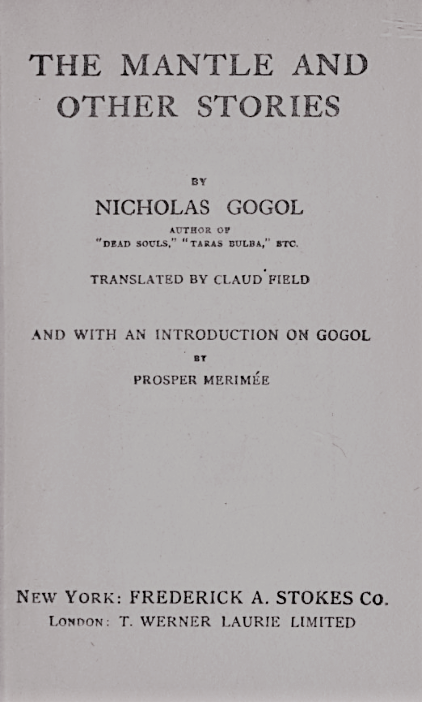 THE MANTLE AND
OTHER STORIES
BY
NICHOLAS GOGOL
AUTHOR OF
"DEAD SOULS," "TARAS BULBA," ETC.
TRANSLATED BY CLAUD FIELD
AND WITH AN INTRODUCTION ON GOGOL
BY
PROSPER MERIMÉE
NEW YORK: FREDERICK A. STOKES CO.
LONDON: T. WERNER LAURIE LIMITED